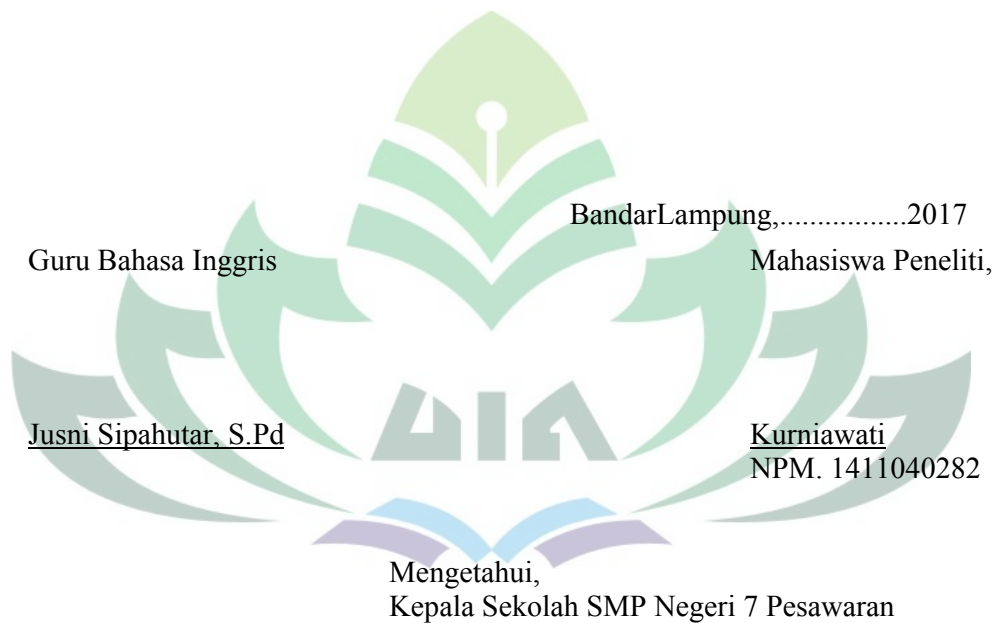 BandarLampung,.................2017
Guru Bahasa Inggris Mahasiswa Peneliti,
UIN
Jusni Sipahutar, S.Pd Kurniawati
NPM. 1411040282
Mengetahui,
Kepala Sekolah SMP Negeri 7 Pesawaran